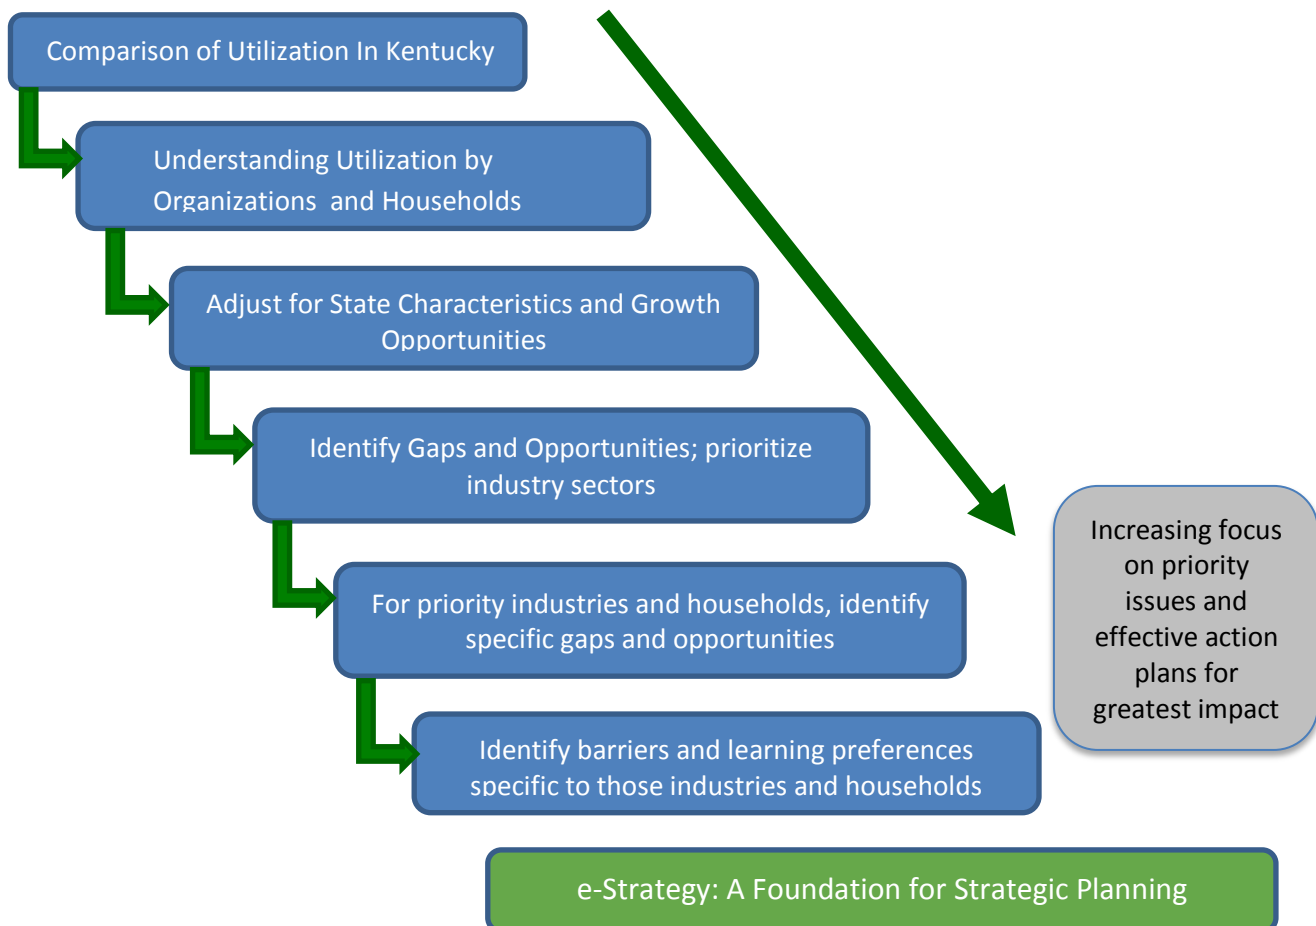 Comparison of Utilization In Kentucky
Understanding Utilization by
Organizations and Households
Adjust for State Characteristics and Growth
Opportunities
Identify Gaps and Opportunities; prioritize
industry sectors
For priority industries and households, identify
specific gaps and opportunities
Identify barriers and learning preferences
specific to those industries and households
Increasing focus
on priority
issues and
effective action
plans for
greatest impact
e-Strategy: A Foundation for Strategic Planning